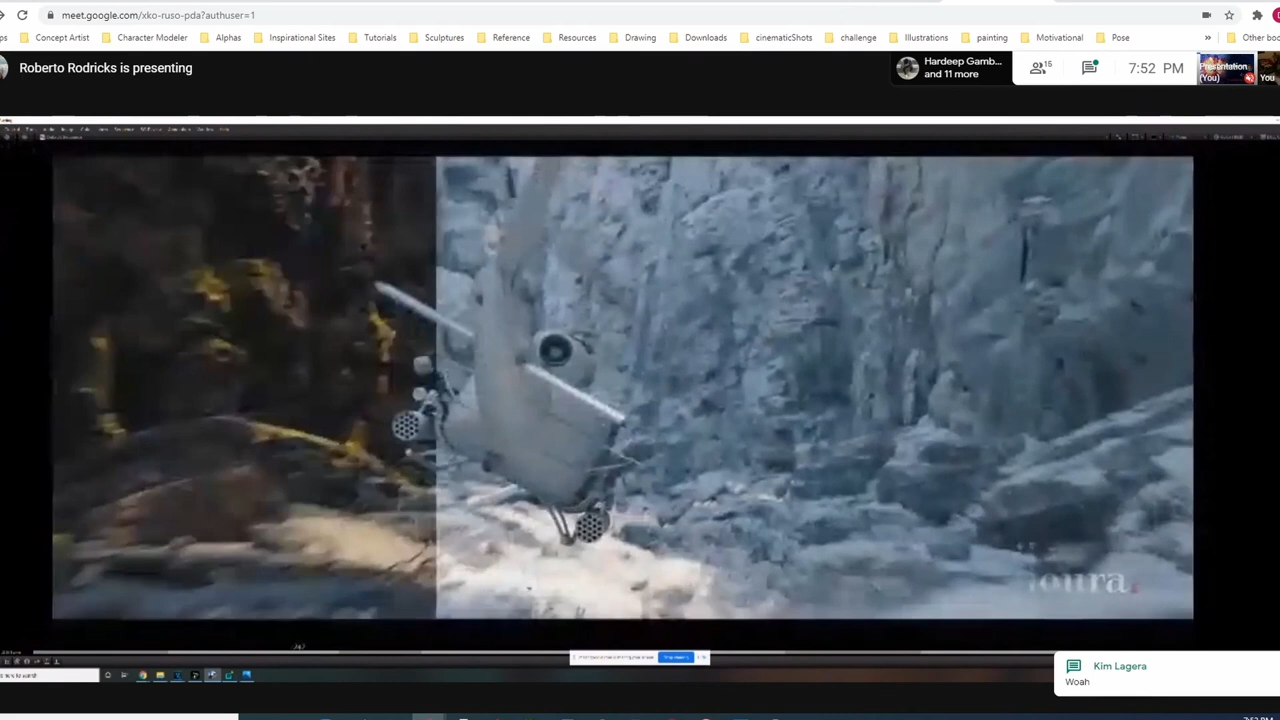 meet.google.com/xko-ruso-pda?authuser=1
Concept Artist
Character Modeler
Alphas
Inspirational Sites
Tutorials
Sculptures
Reference
Resources
Drawing
Downloads
cinematicShots
challenge
Illustrations
painting
Motivational
Pose
»
Other boo
Roberto Rodricks is presenting
Hardeep Gamb...
and 11 more
15
7:52 PM
Presentation
(You)
You
oura.
Kim Lagera
Woah